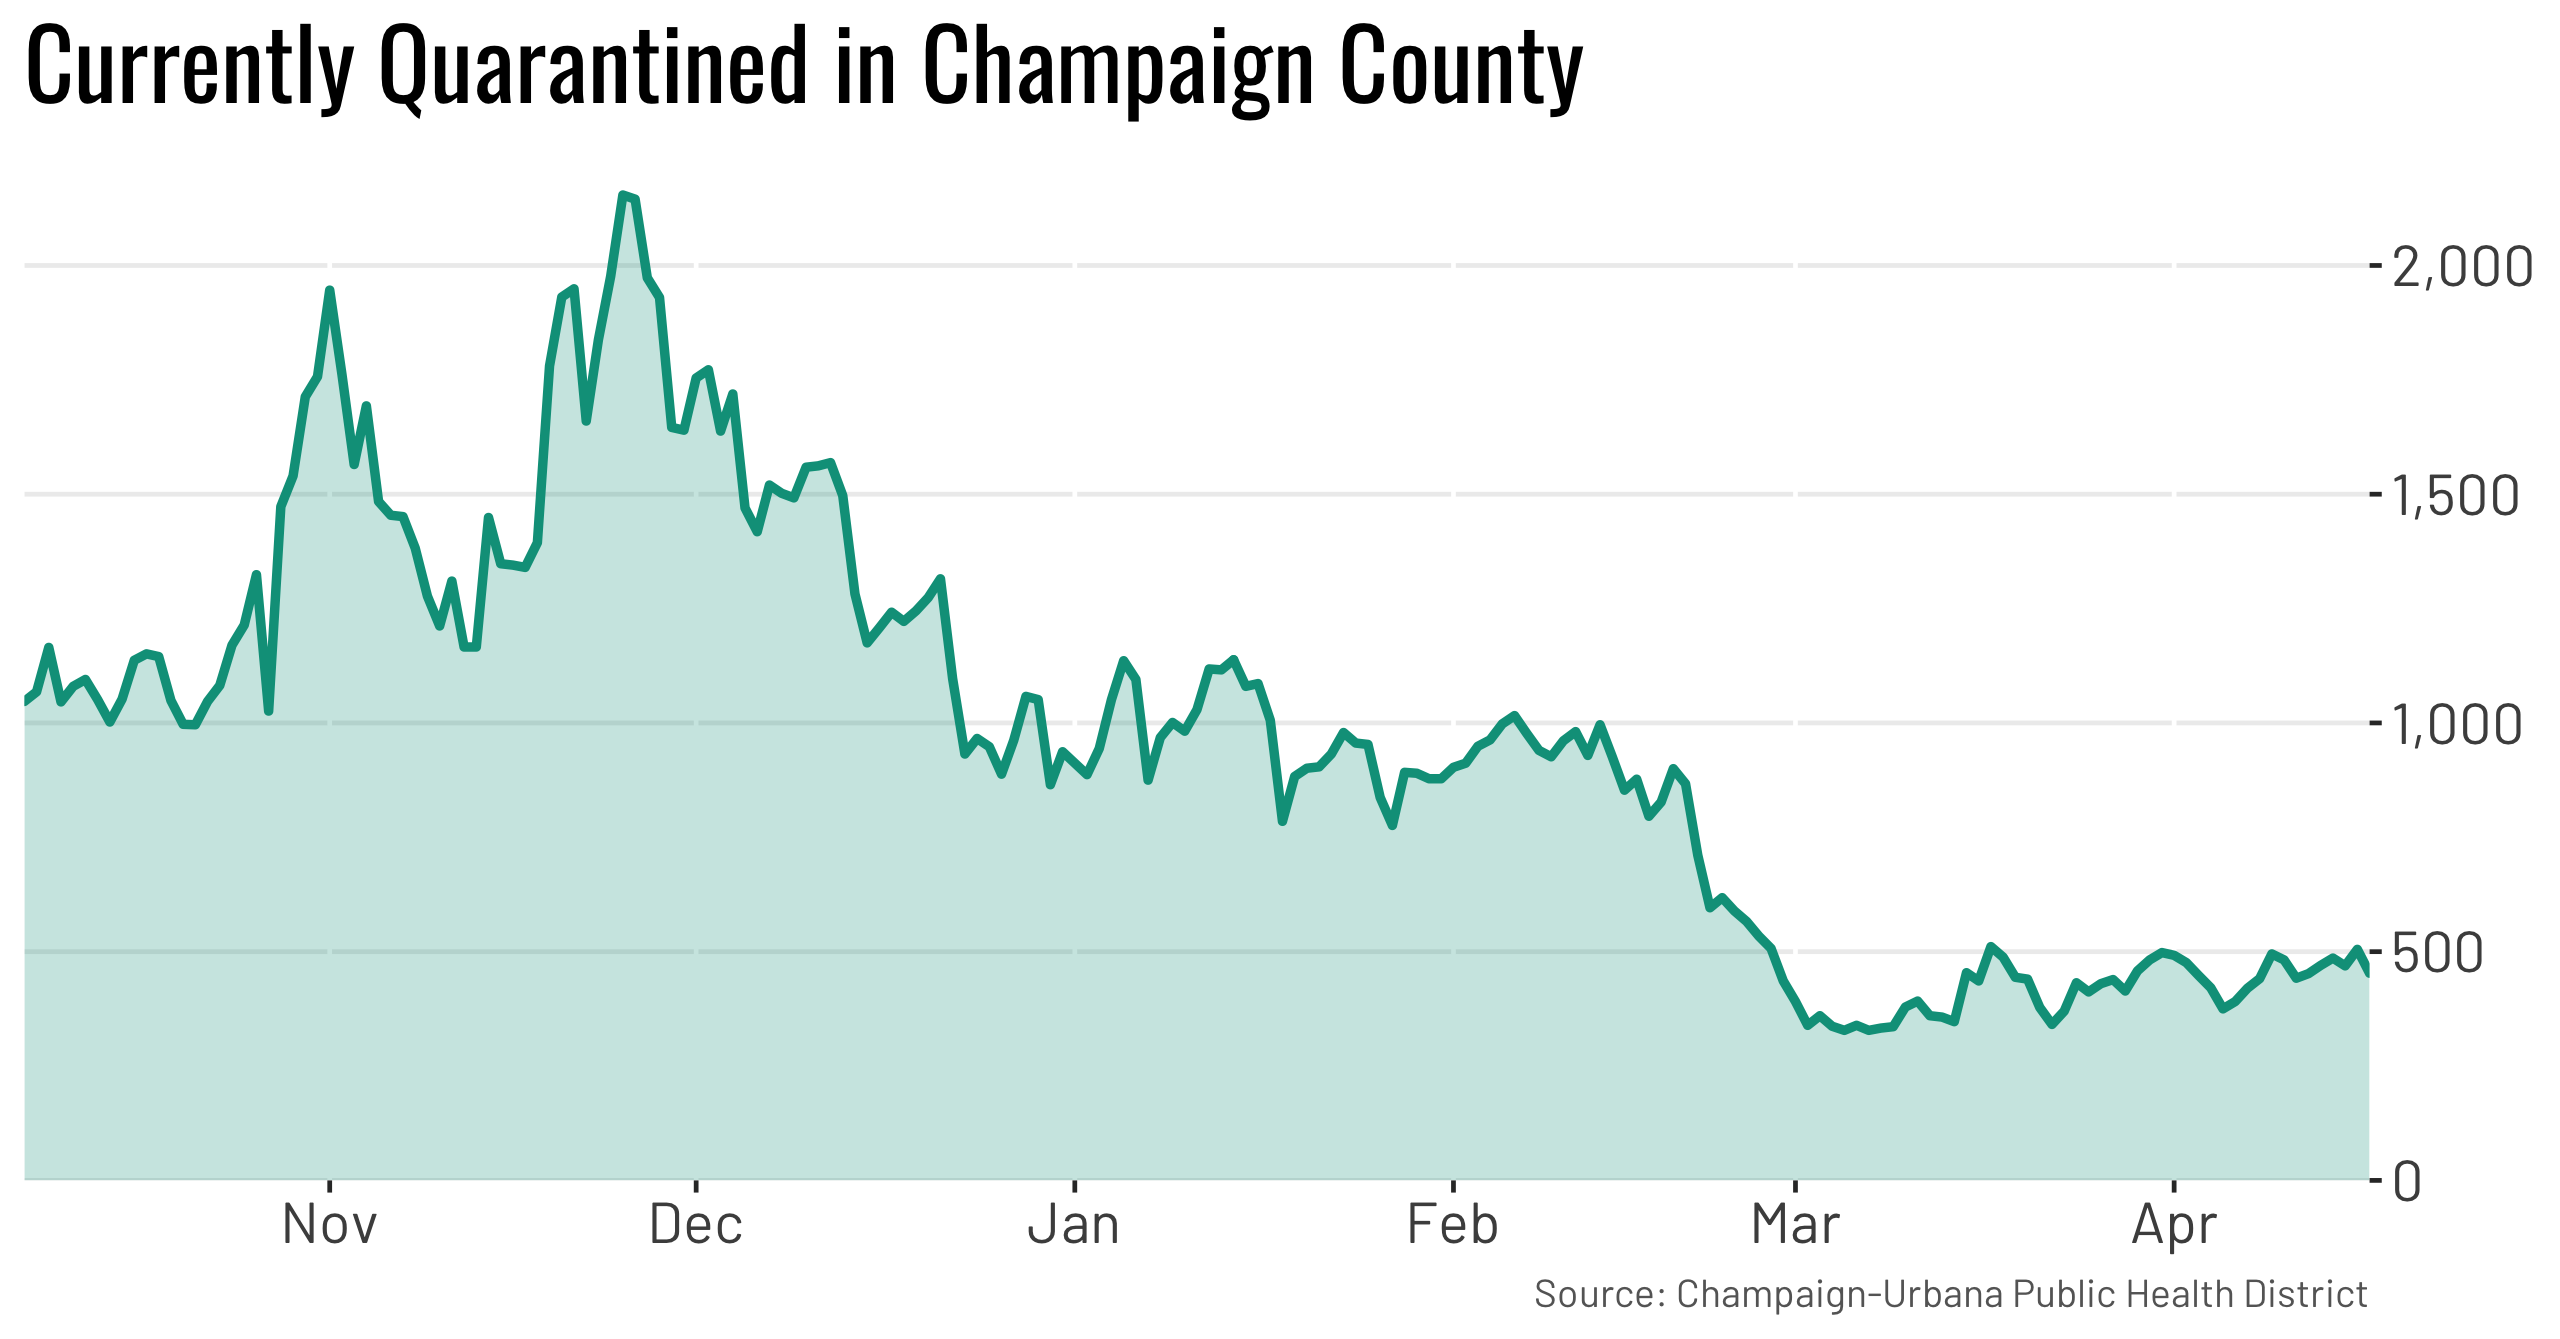 Currently Quarantined in Champaign County
2,000
1,500
1,000
500
0
Nov Dec Jan Feb Mar Apr
Source: Champaign-Urbana Public Health District